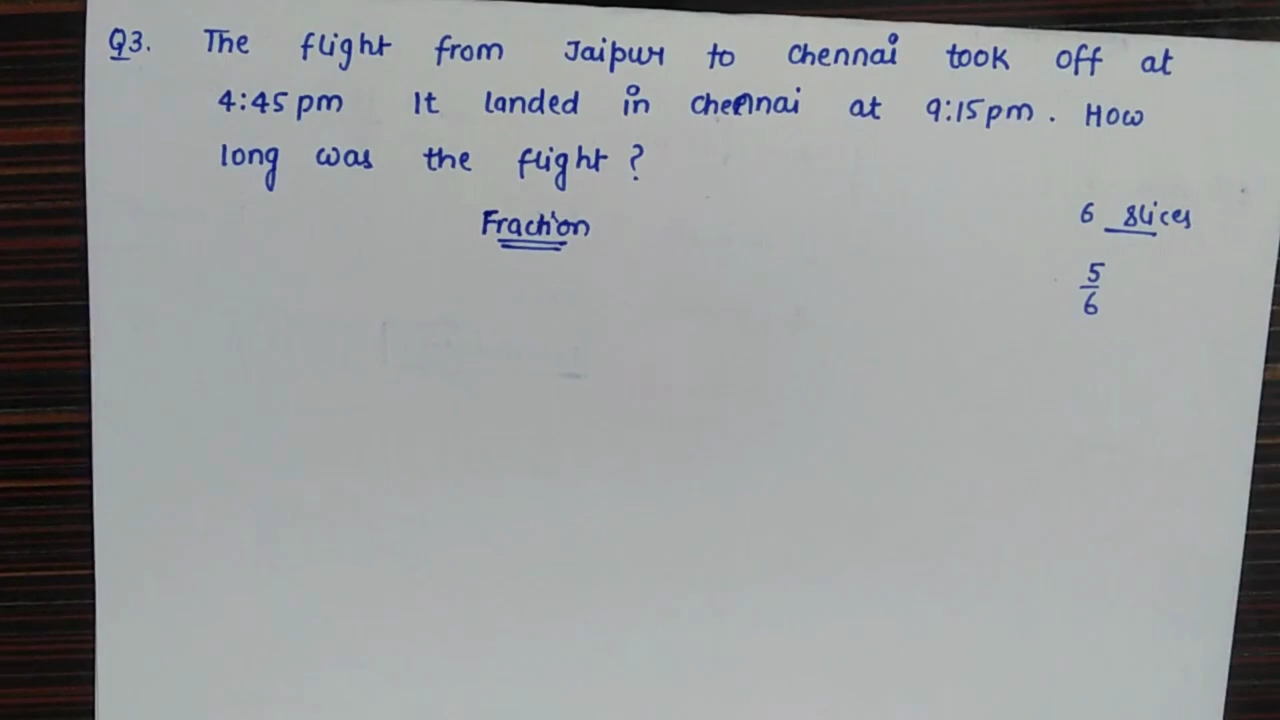 Q3. The flight from Jaipur to Chennai took off at
4:45 pm It landed in Chennai at 9:15 pm. How
long was the flight?
Fraction
6 slices
5
6